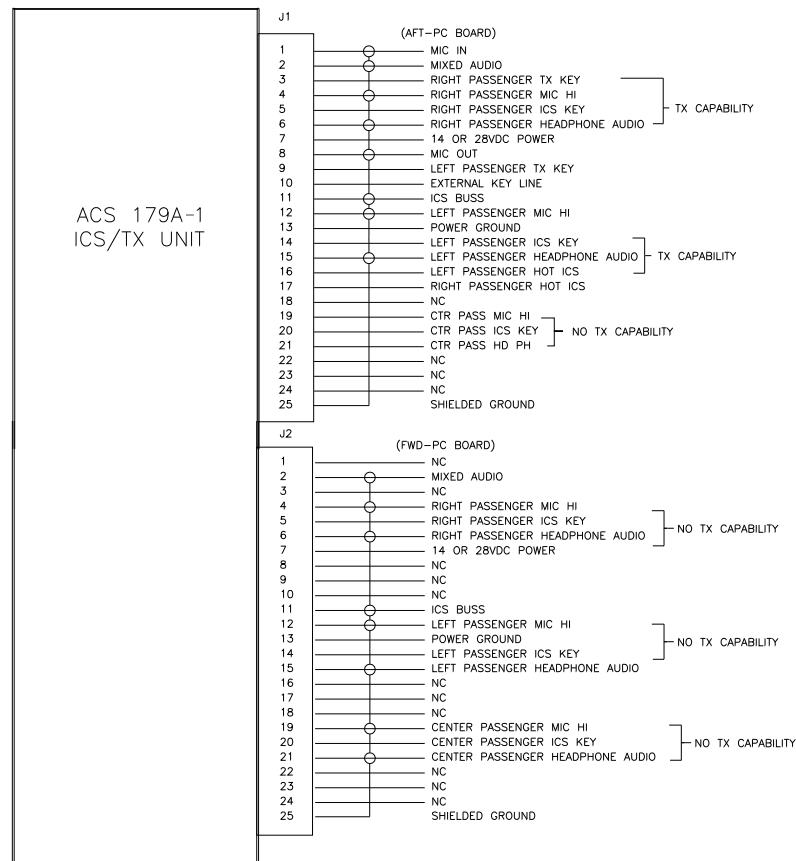 ACS 179A-1
ICS/TX UNIT
J1
(AFT-PC BOARD)
1 MIC IN
2 MIXED AUDIO
3 RIGHT PASSENGER TX KEY
4 RIGHT PASSENGER MIC HI
5 RIGHT PASSENGER ICS KEY
6 RIGHT PASSENGER HEADPHONE AUDIO
TX CAPABILITY
7 14 OR 28VDC POWER
8 MIC OUT
9 LEFT PASSENGER TX KEY
10 EXTERNAL KEY LINE
11 ICS BUSS
12 LEFT PASSENGER MIC HI
13 POWER GROUND
14 LEFT PASSENGER ICS KEY
15 LEFT PASSENGER HEADPHONE AUDIO
16 LEFT PASSENGER HOT ICS
TX CAPABILITY
17 RIGHT PASSENGER HOT ICS
18 NC
19 CTR PASS MIC HI
20 CTR PASS ICS KEY
21 CTR PASS HD PH
NO TX CAPABILITY
22 NC
23 NC
24 NC
25 SHIELDED GROUND
J2
(FWD-PC BOARD)
1 NC
2 MIXED AUDIO
3 NC
4 RIGHT PASSENGER MIC HI
5 RIGHT PASSENGER ICS KEY
6 RIGHT PASSENGER HEADPHONE AUDIO
NO TX CAPABILITY
7 14 OR 28VDC POWER
8 NC
9 NC
10 NC
11 ICS BUSS
12 LEFT PASSENGER MIC HI
13 POWER GROUND
14 LEFT PASSENGER ICS KEY
NO TX CAPABILITY
15 LEFT PASSENGER HEADPHONE AUDIO
16 NC
17 NC
18 NC
19 CENTER PASSENGER MIC HI
20 CENTER PASSENGER ICS KEY
21 CENTER PASSENGER HEADPHONE AUDIO
NO TX CAPABILITY
22 NC
23 NC
24 NC
25 SHIELDED GROUND